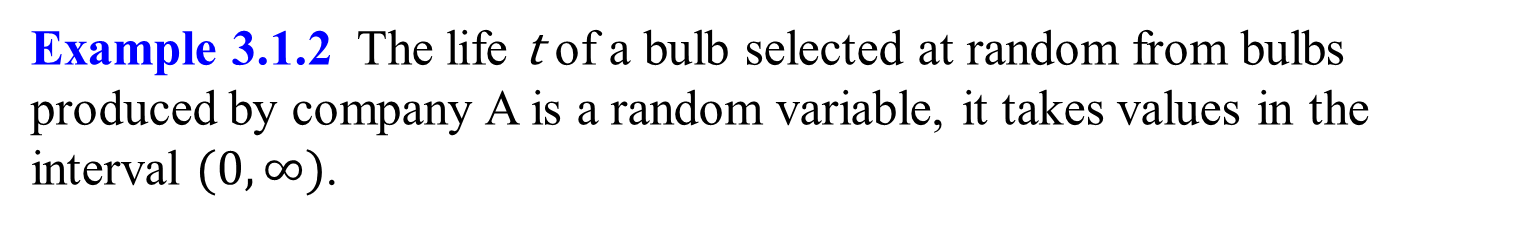 Example 3.1.2 The life t of a bulb selected at random from bulbs
produced by company A is a random variable, it takes values in the
interval (0, ∞).